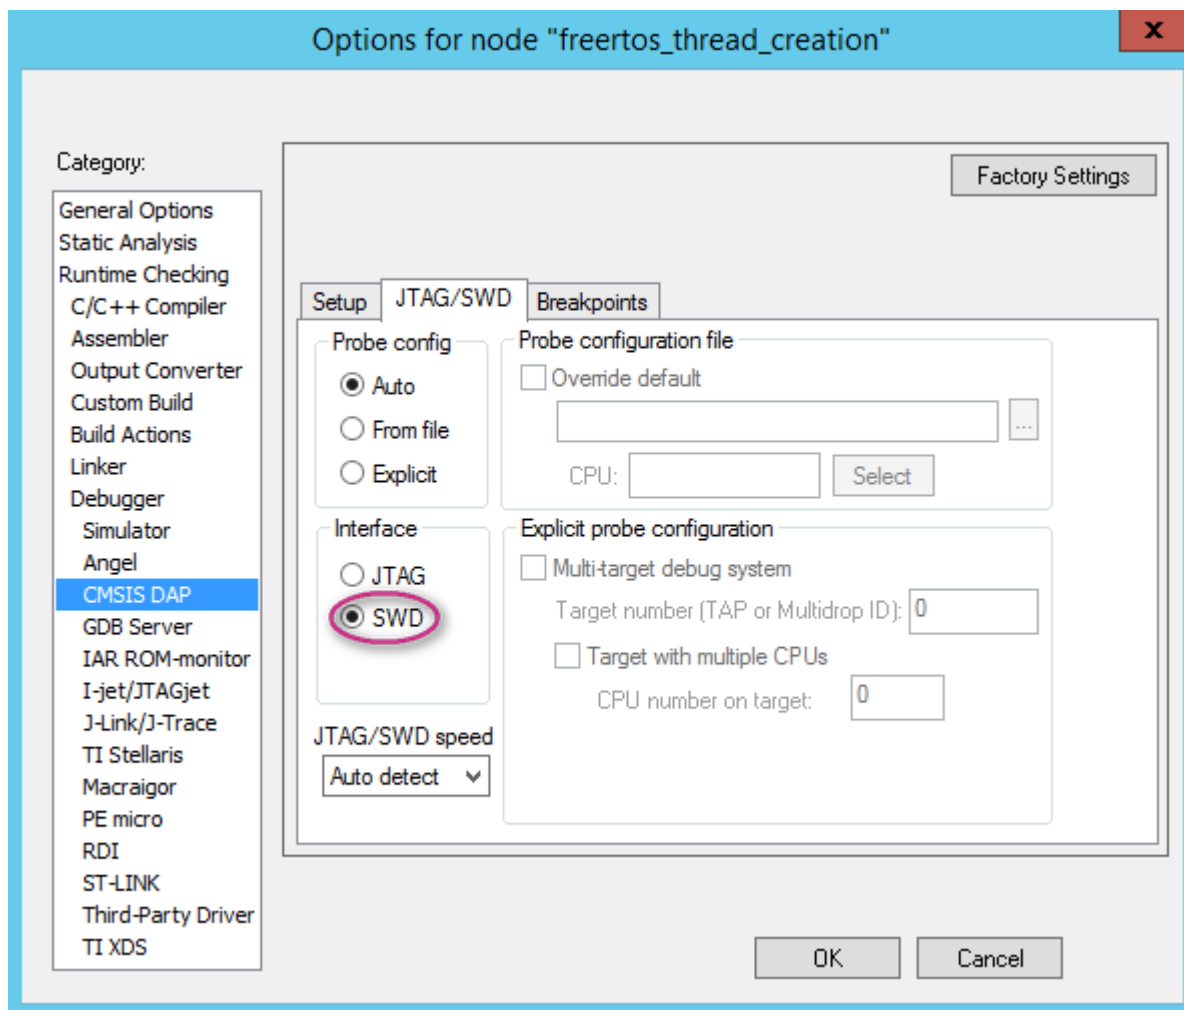 Options for node "freertos_thread_creation"
x
Category:
Factory Settings
General Options
Static Analysis
Runtime Checking
C/C++ Compiler
Assembler
Output Converter
Custom Build
Build Actions
Linker
Debugger
Simulator
Angel
CMSIS DAP
GDB Server
IAR ROM-monitor
I-jet/JTAGjet
J-Link/J-Trace
TI Stellaris
Macraigor
PE micro
RDI
ST-LINK
Third-Party Driver
TI XDS
Setup JTAG/SWD Breakpoints
Probe config
Auto
From file
Explicit
Probe configuration file
Override default
...
CPU: Select
Interface
JTAG
SWD
JTAG/SWD speed
Auto detect
Explicit probe configuration
Multi-target debug system
Target number (TAP or Multidrop ID): 0
Target with multiple CPUs
CPU number on target: 0
OK Cancel